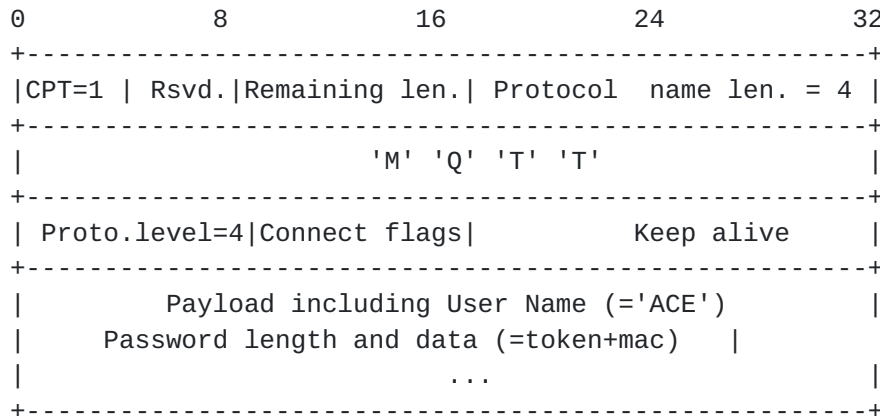 0             8             16             24             32
+------------------------------------------------------+
|CPT=1 | Rsvd.|Remaining len.| Protocol  name len. = 4 |
+------------------------------------------------------+
|                      'M' 'Q' 'T' 'T'                 |
+------------------------------------------------------+
| Proto.level=4|Connect flags|          Keep alive     |
+------------------------------------------------------+
|         Payload including User Name (='ACE')         |
|     Password length and data (=token+mac)   |
|                           ...                        |
+------------------------------------------------------+